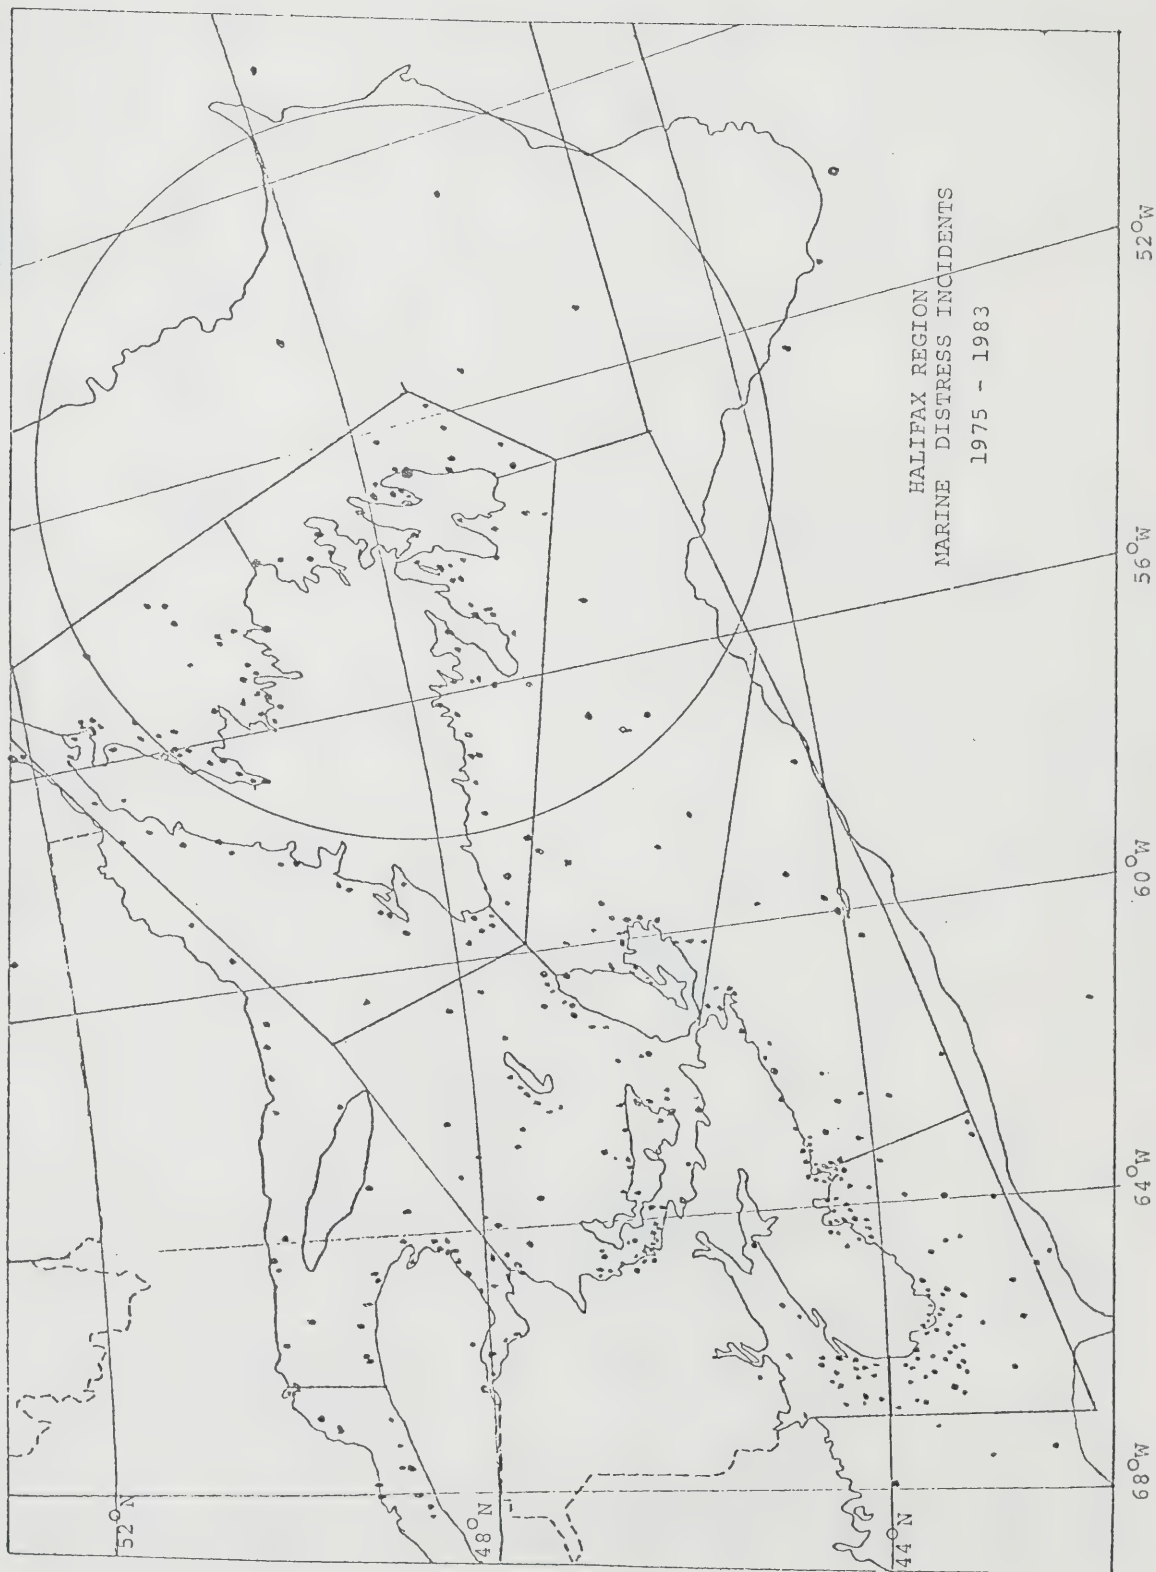 HALIFAX REGION
MARINE DISTRESS INCIDENTS
1975 - 1983
52°N
48°N
44°N
68°W
64°W
60°W
56°W
52°W